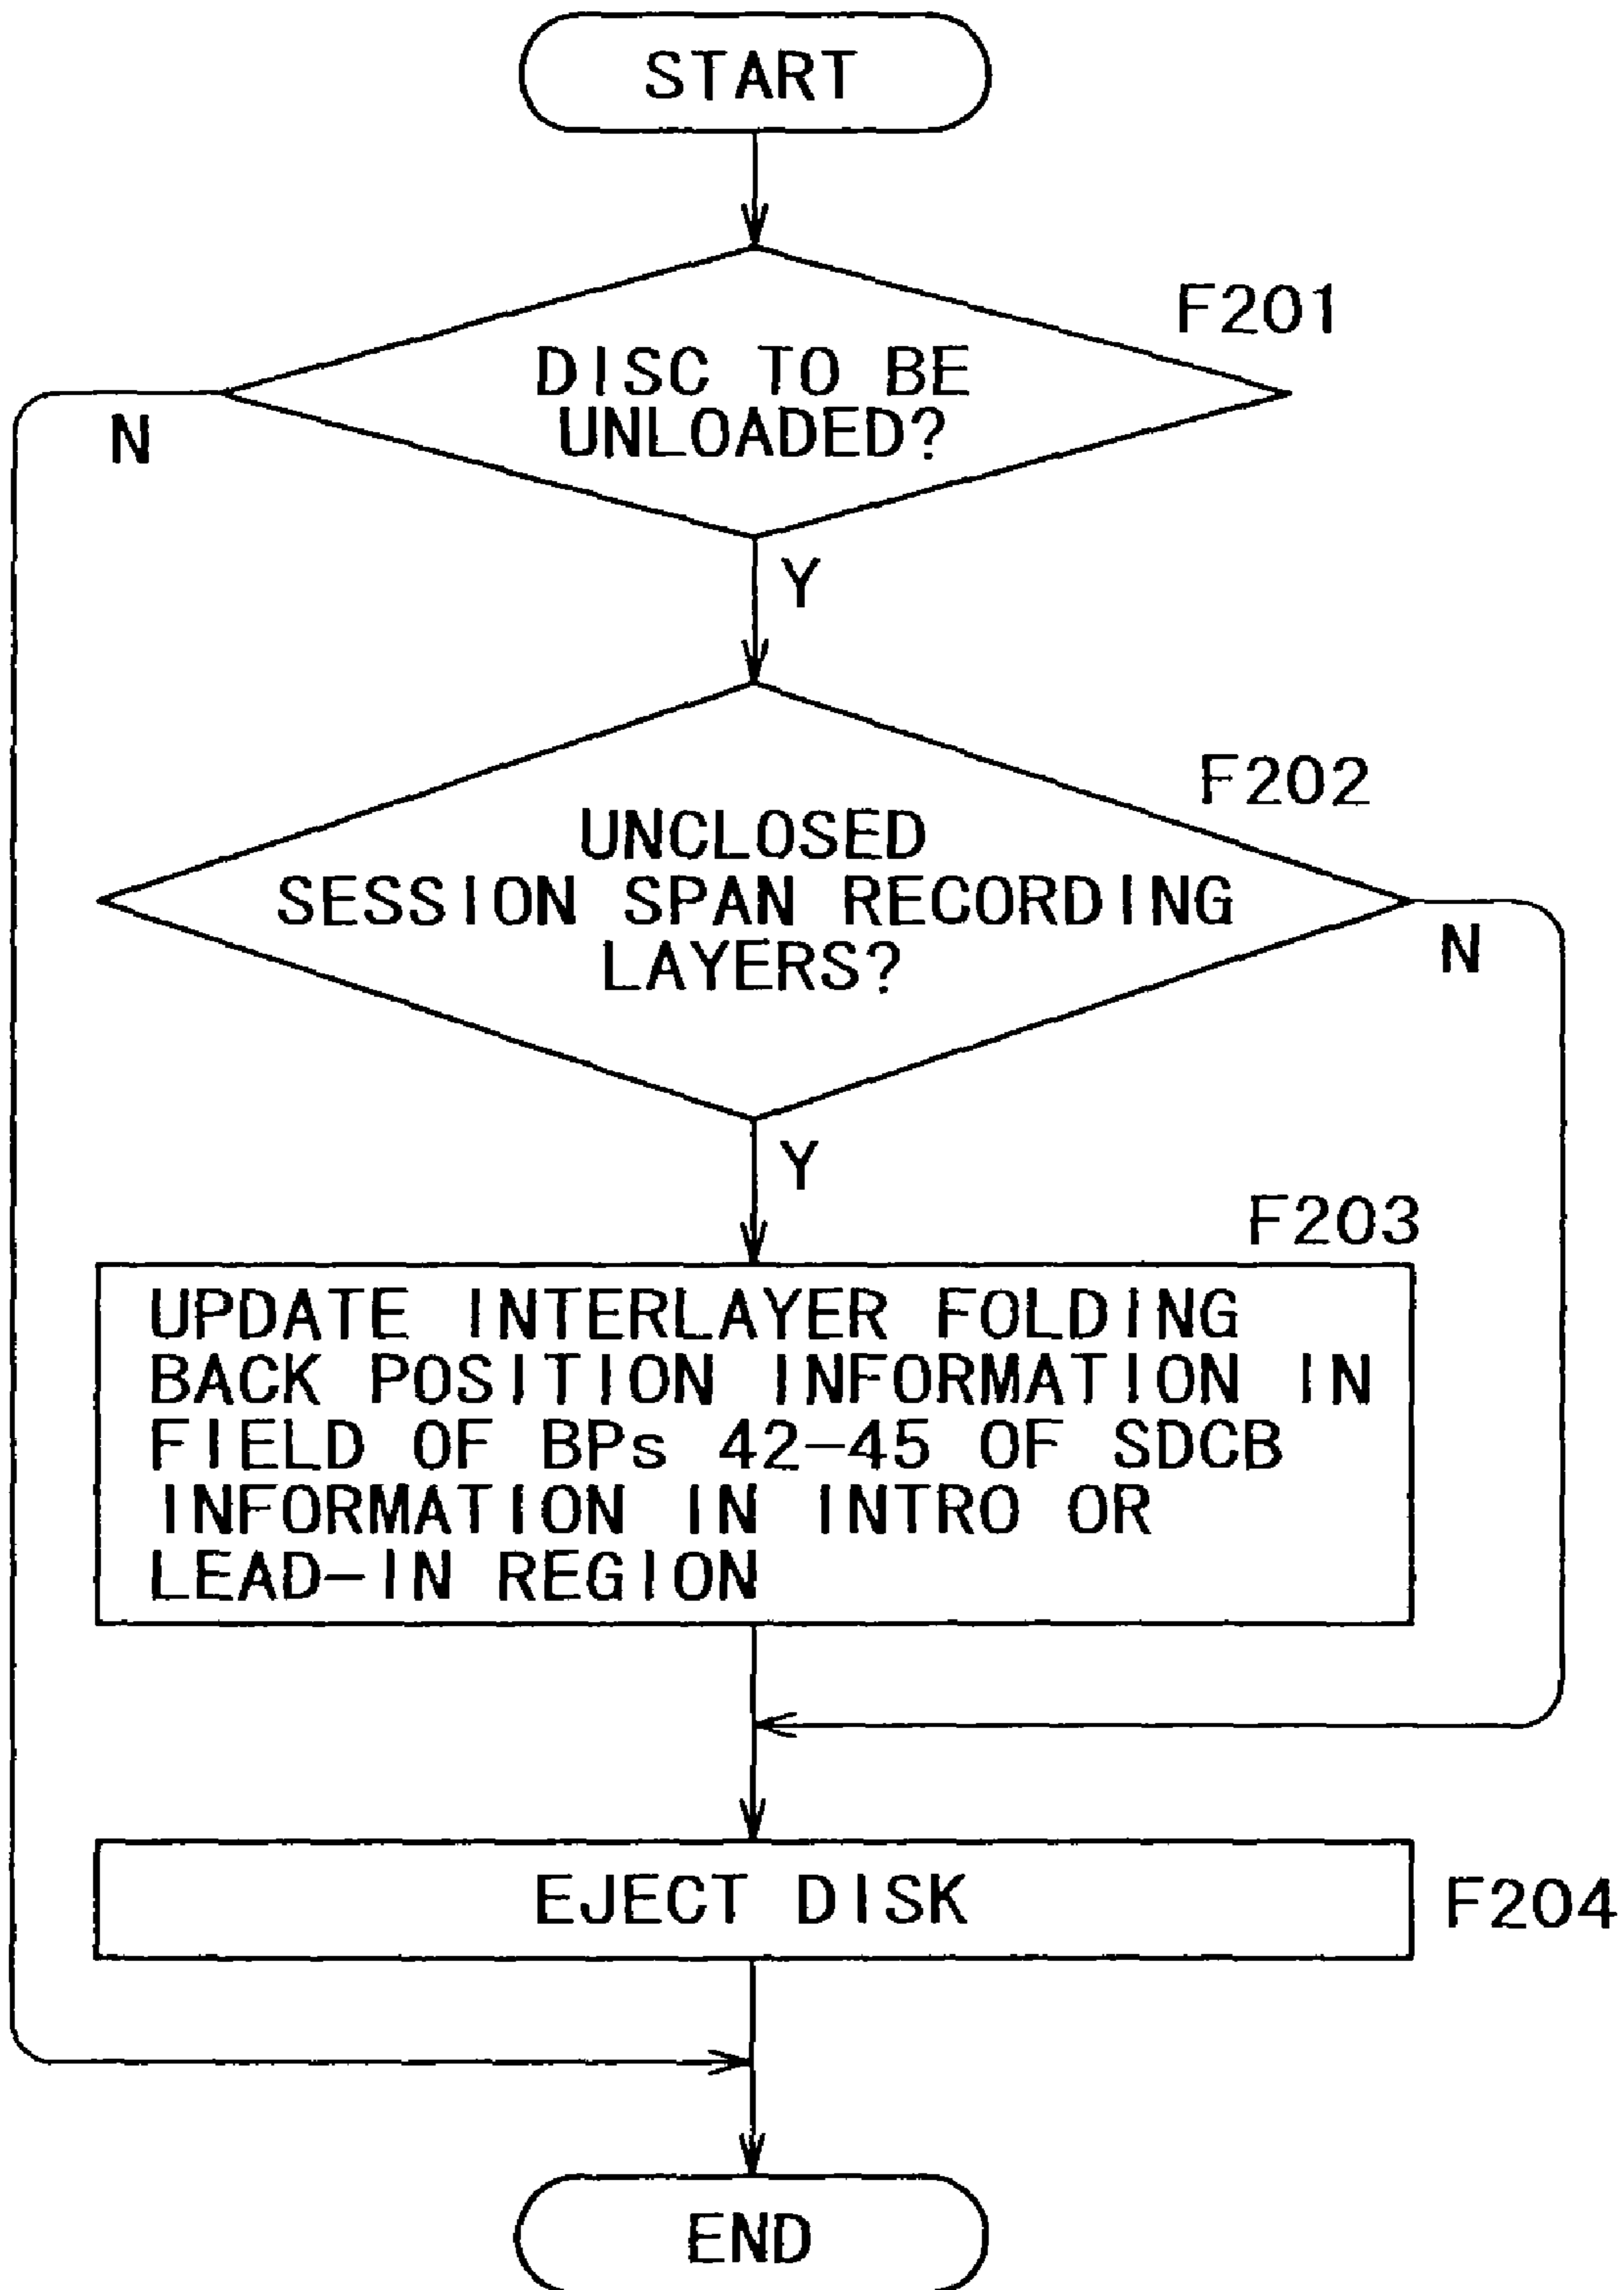 START
F201
DISC TO BE
UNLOADED?
N
Y
F202
UNCLOSED
SESSION SPAN RECORDING
LAYERS?
N
Y
F203
UPDATE INTERLAYER FOLDING
BACK POSITION INFORMATION IN
FIELD OF BPs 42-45 OF SDCB
INFORMATION IN INTRO OR
LEAD-IN REGION
EJECT DISK
F204
END